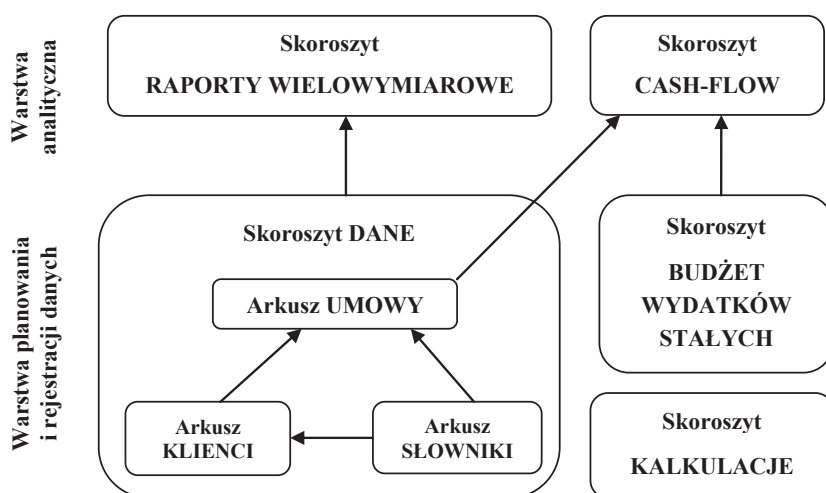 Warstwa
analityczna
Skoroszyt
RAPORTY WIELOWYMIAROWE
Skoroszyt
CASH-FLOW
Warstwa planowania
i rejestracji danych
Skoroszyt DANE
Arkusz UMOWY
Arkusz
KLIENCI
Arkusz
SŁOWNIKI
Skoroszyt
BUDŻET
WYDATKÓW
STAŁYCH
Skoroszyt
KALKULACJE